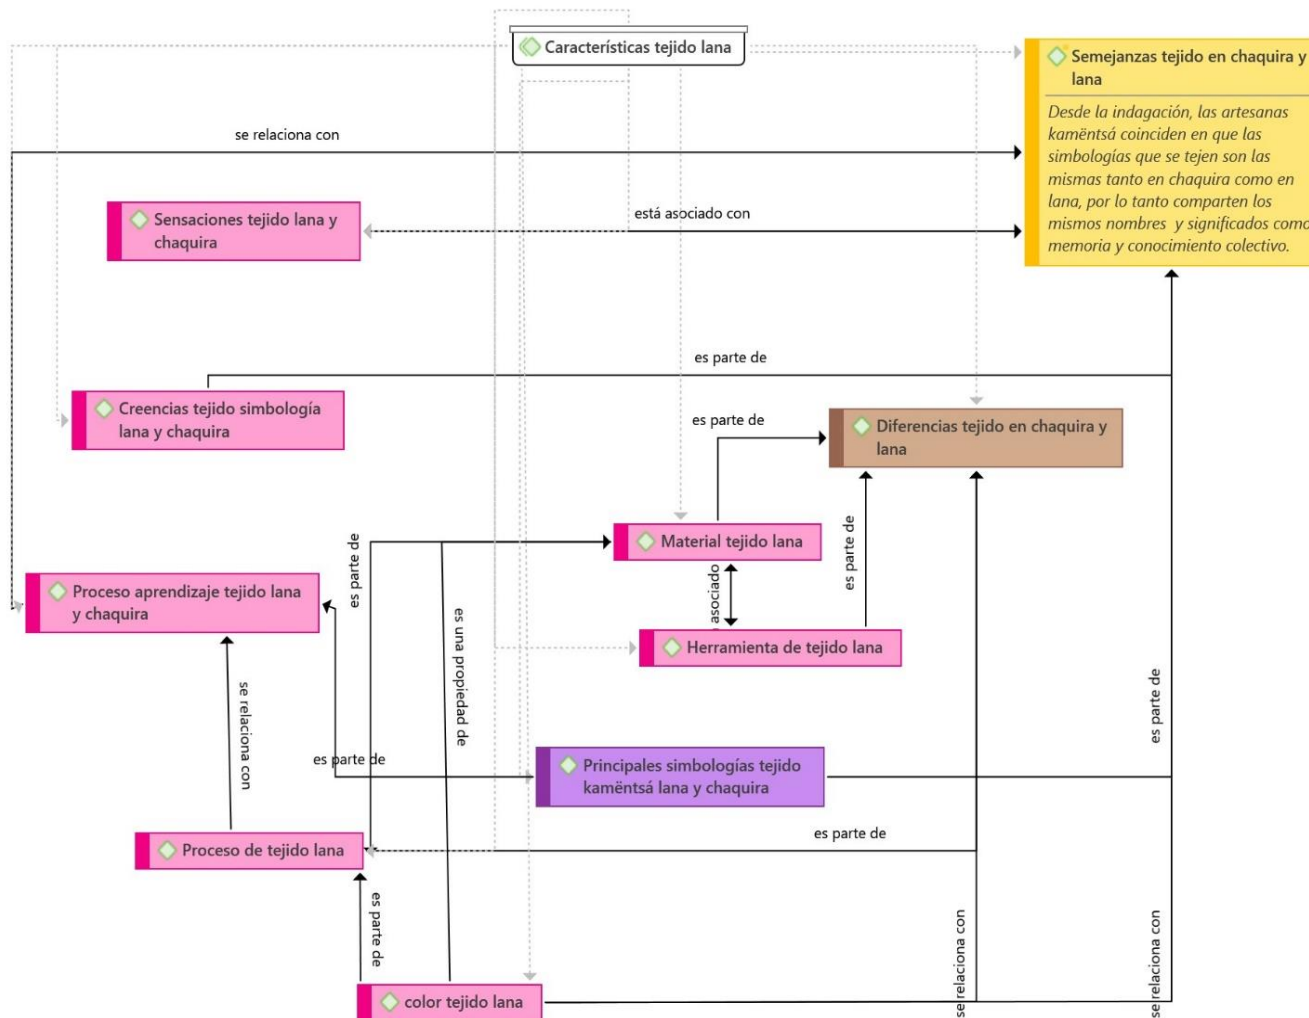 Características tejido lana
Semejanzas tejido en chaquira y
lana
Desde la indagación, las artesanas
kamëntsá coinciden en que las
simbologías que se tejen son las
mismas tanto en chaquira como en
lana, por lo tanto comparten los
mismos nombres y significados como
memoria y conocimiento colectivo.
se relaciona con
Sensaciones tejido lana y
chaquira
está asociado con
es parte de
Creencias tejido simbología
lana y chaquira
es parte de
Diferencias tejido en chaquira y
lana
Material tejido lana
es parte de
es parte de
asociado
Proceso aprendizaje tejido lana
y chaquira
es una propiedad de
Herramienta de tejido lana
se relaciona con
es parte de
es parte de
Principales simbologías tejido
kamëntsá lana y chaquira
es parte de
Proceso de tejido lana
es parte de
se relaciona con
se relaciona con
color tejido lana